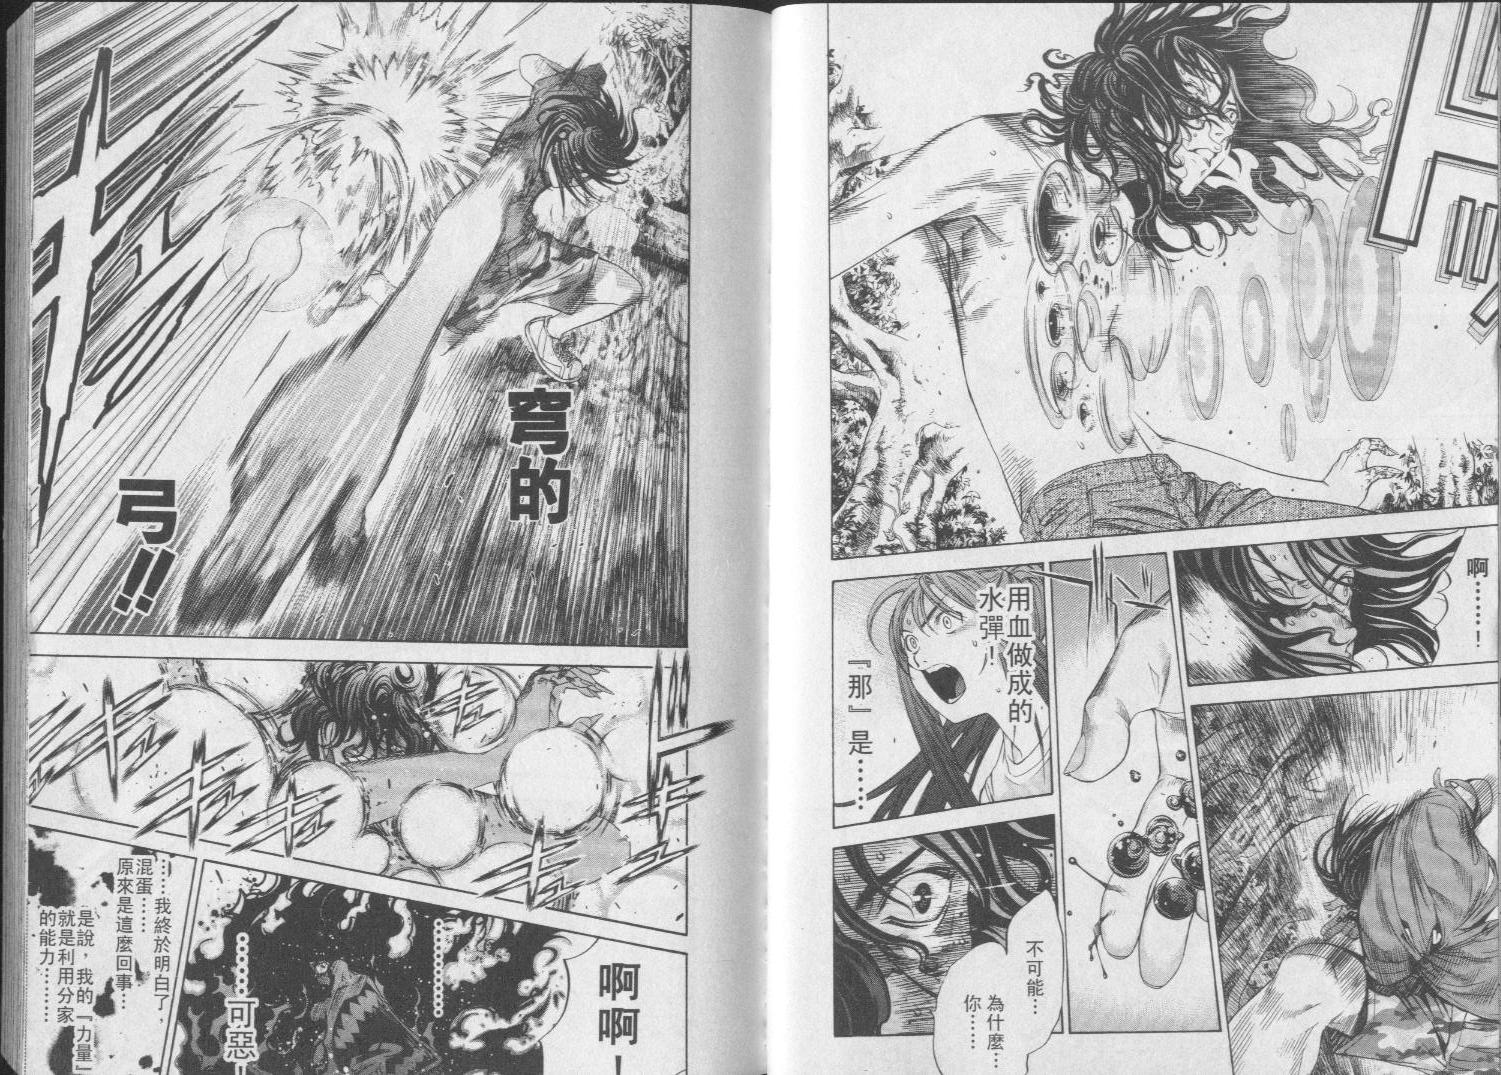 啊……！
用血做成的
水彈！
『那』是……
不可能…
為什麼…
你……
穹的
弓!!
啊啊！
……
……可惡！
……我終於明白了，
混蛋……
原來是這麼回事…
是說，我的『力量』
就是利用分家
的能力………